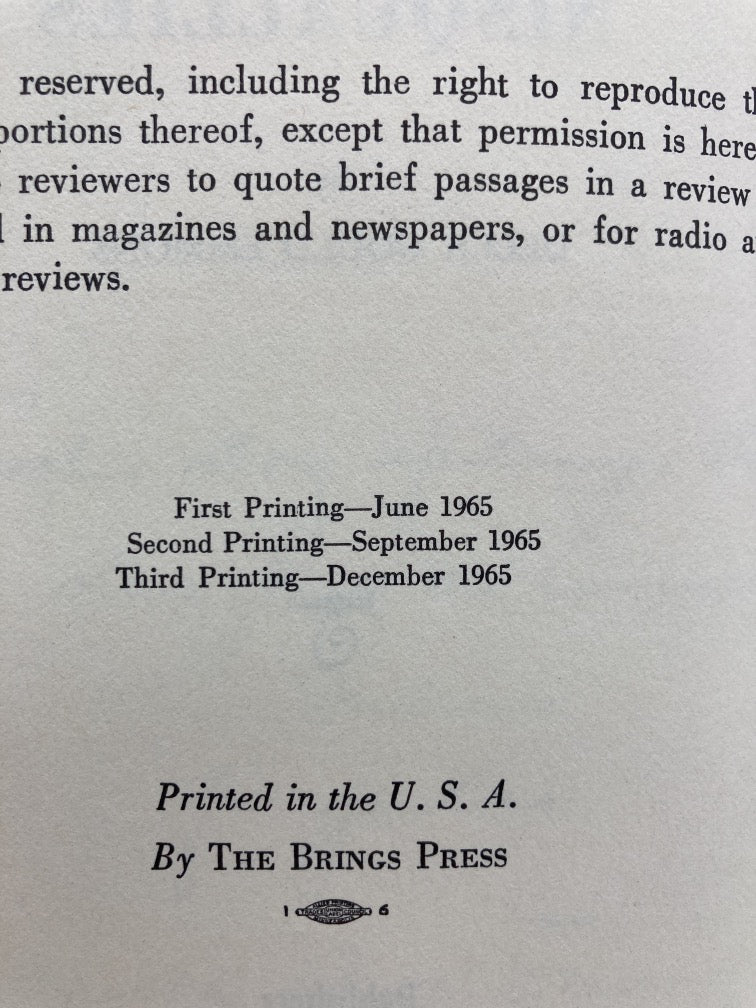 reserved, including the right to reproduce
portions thereof, except that permission is
reviewers to quote brief passages in a review
in magazines and newspapers, or for radio
reviews.
First Printing—June 1965
Second Printing—September 1965
Third Printing—December 1965
Printed in the U. S. A.
By THE BRINGS PRESS
1 6